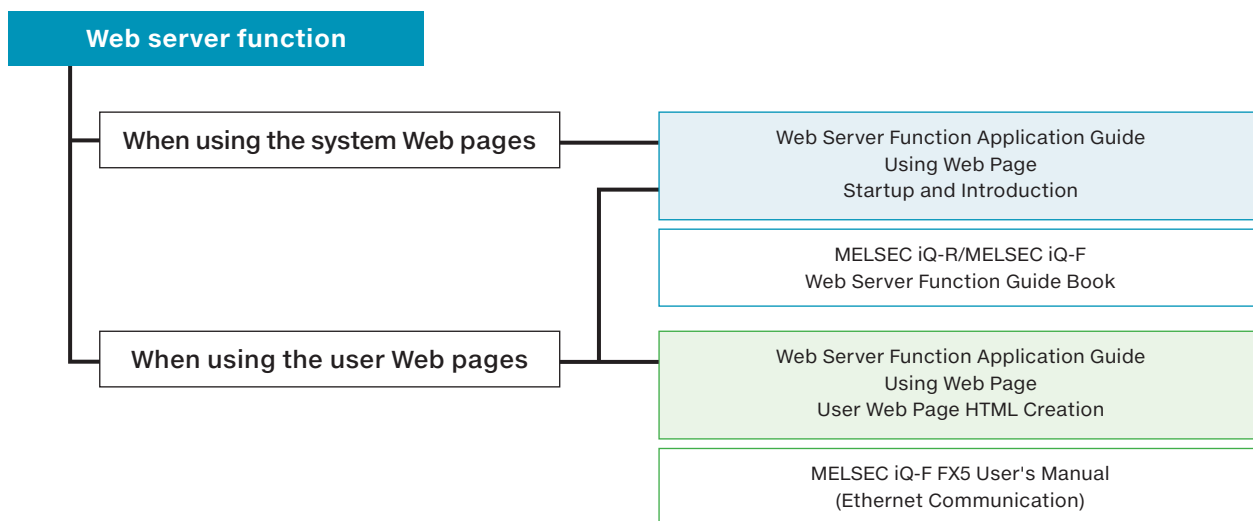 Web server function
When using the system Web pages
Web Server Function Application Guide
Using Web Page
Startup and Introduction
MELSEC iQ-R/MELSEC iQ-F
Web Server Function Guide Book
When using the user Web pages
Web Server Function Application Guide
Using Web Page
User Web Page HTML Creation
MELSEC iQ-F FX5 User's Manual
(Ethernet Communication)